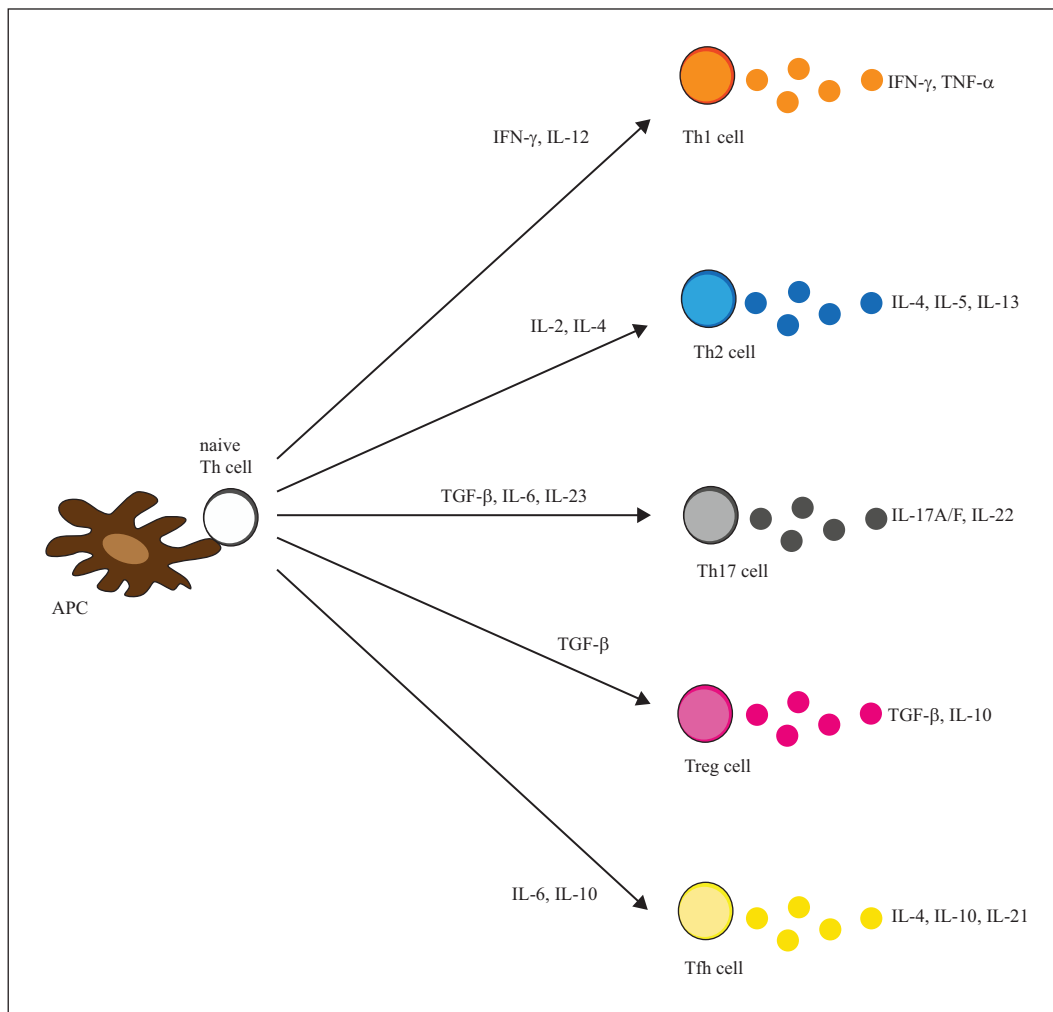 IFN-γ, TNF-α
Th1 cell
IFN-γ, IL-12
IL-4, IL-5, IL-13
Th2 cell
IL-2, IL-4
naive
Th cell
APC
TGF-β, IL-6, IL-23
IL-17A/F, IL-22
Th17 cell
TGF-β
TGF-β, IL-10
Treg cell
IL-6, IL-10
IL-4, IL-10, IL-21
Tfh cell